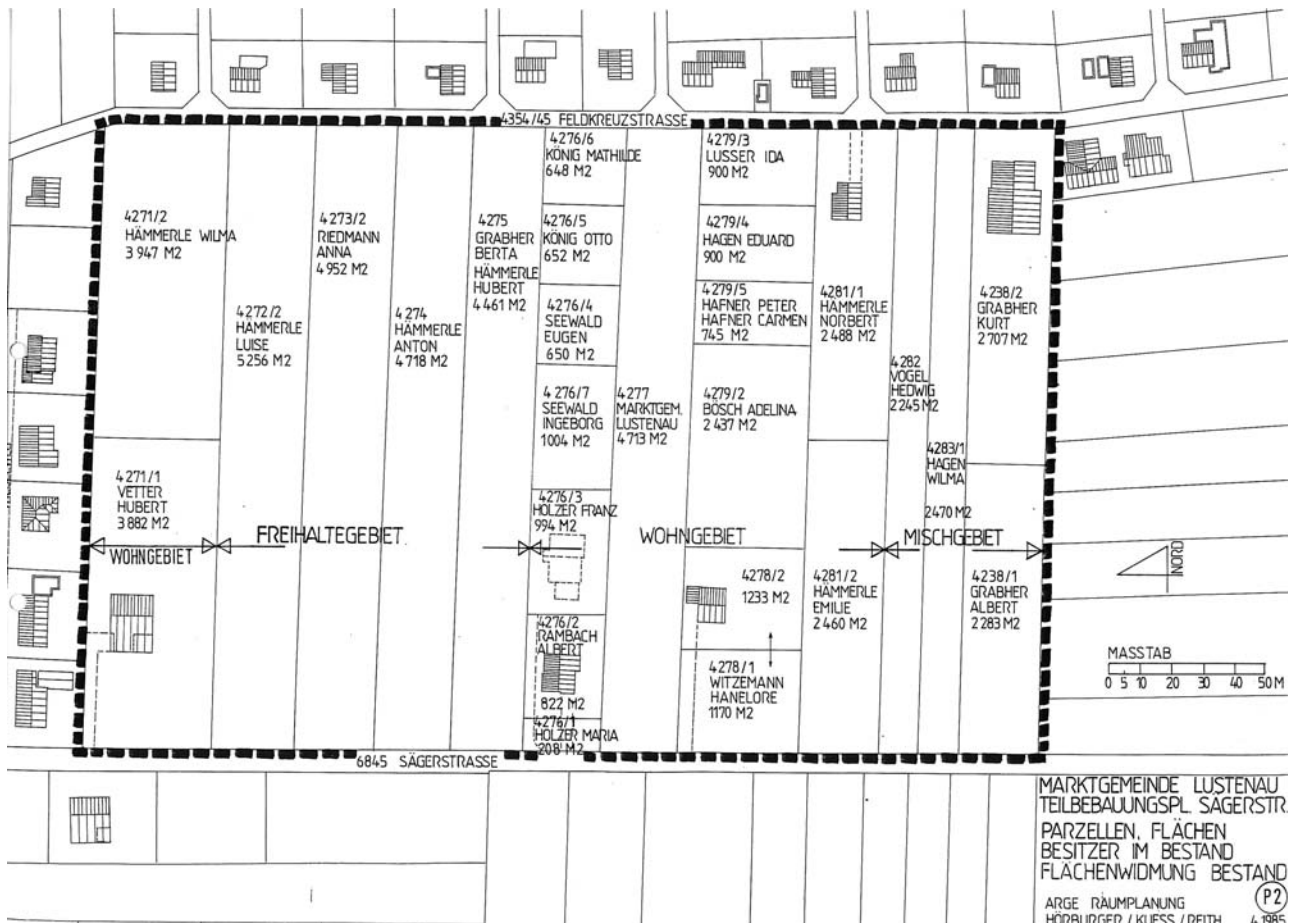 4354/45 FELDKREUZSTRASSE
4271/2
HÄMMERLE WILMA
3 947 M2
4271/1
VETTER
HUBERT
3 882 M2
4272/2
HÄMMERLE
LUISE
5256 M2
4273/2
RIEDMANN
ANNA
4 952 M2
4274
HÄMMERLE
ANTON
4 718 M2
4275
GRABHER
BERTA
HÄMMERLE
HUBERT
4 461 M2
4276/6
KÖNIG MATHILDE
648 M2
4276/5
KÖNIG OTTO
652 M2
4276/4
SEEWALD
EUGEN
650 M2
4276/7
SEEWALD
INGEBORG
1004 M2
4276/3
HOLZER FRANZ
994 M2
4276/2
RAMBACH
ALBERT
822 M2
4276/1
HOLZER MARIA
208 M2
4277
MARKTGEM.
LUSTENAU
4 713 M2
4279/3
LUSSER IDA
900 M2
4279/4
HAGEN EDUARD
900 M2
4279/5
HAFNER PETER
HAFNER CARMEN
745 M2
4279/2
BÖSCH ADELINA
2 437 M2
4278/2
1233 M2
4278/1
WITZEMANN
HANELORE
1170 M2
4281/1
HÄMMERLE
NORBERT
2 488 M2
4281/2
HÄMMERLE
EMILIE
2 460 M2
4282
VOGEL
HEDWIG
2 245 M2
4283/1
HAGEN
WILMA
2470 M2
4238/2
GRABHER
KURT
2 707 M2
4238/1
GRABHER
ALBERT
2 283 M2
WOHNGEBIET
FREIHALTEGEBIET
WOHNGEBIET
MISCHGEBIET
NORD
MASSTAB
0 5 10 20 30 40 50 M
6845 SÄGERSTRASSE
MARKTGEMEINDE LUSTENAU
TEILBEBAUUNGSPL. SÄGERSTR.
PARZELLEN, FLÄCHEN
BESITZER IM BESTAND
FLÄCHENWIDMUNG BESTAND
P2
ARGE RAUMPLANUNG
HÖRBURGER / KUESS / REITH 4.1985